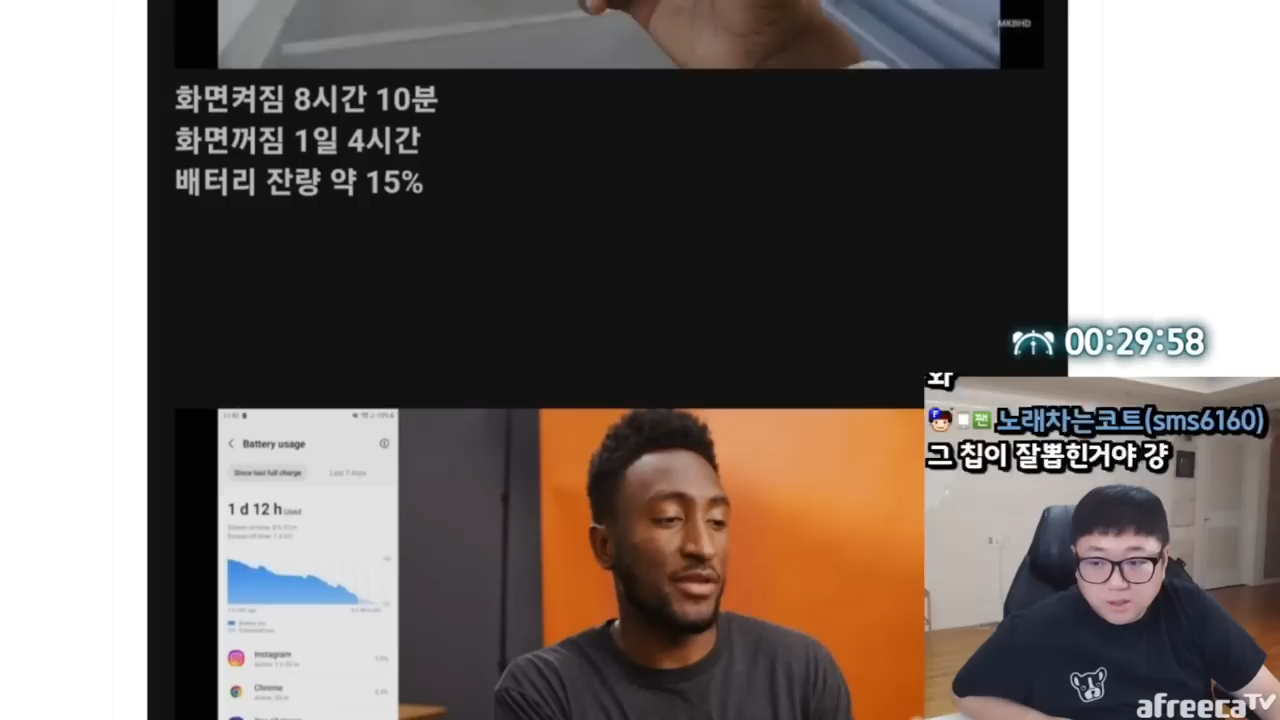 MKBHD
화면켜짐 8시간 10분
화면꺼짐 1일 4시간
배터리 잔량 약 15%
00:29:58
와
팬 노래차는코트(sms6160)
그 칩이 잘뽑힌거야 걍
Battery usage
Since last full charge
Last 7 days
1 d 12 h Used
Instagram
Chrome
afreecaTV